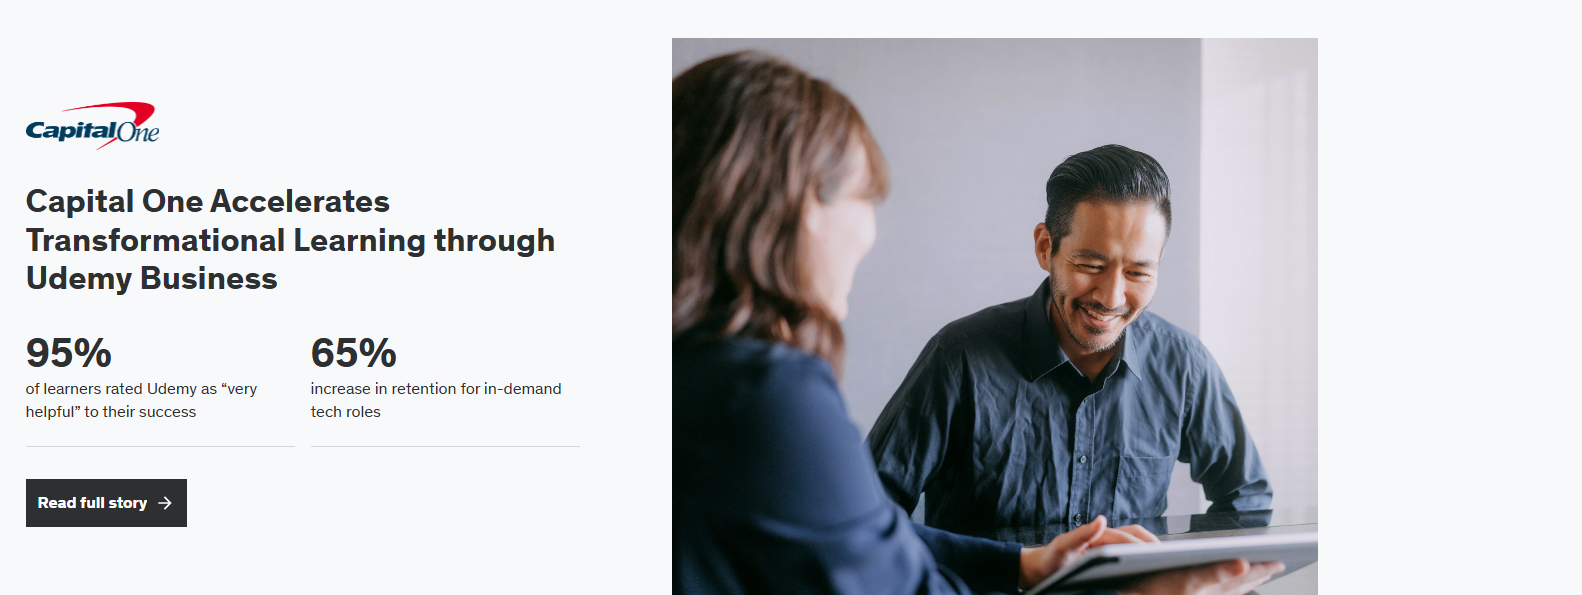 CapitalOne
Capital One Accelerates
Transformational Learning through
Udemy Business
95%
of learners rated Udemy as “very
helpful” to their success
65%
increase in retention for in-demand
tech roles
Read full story →